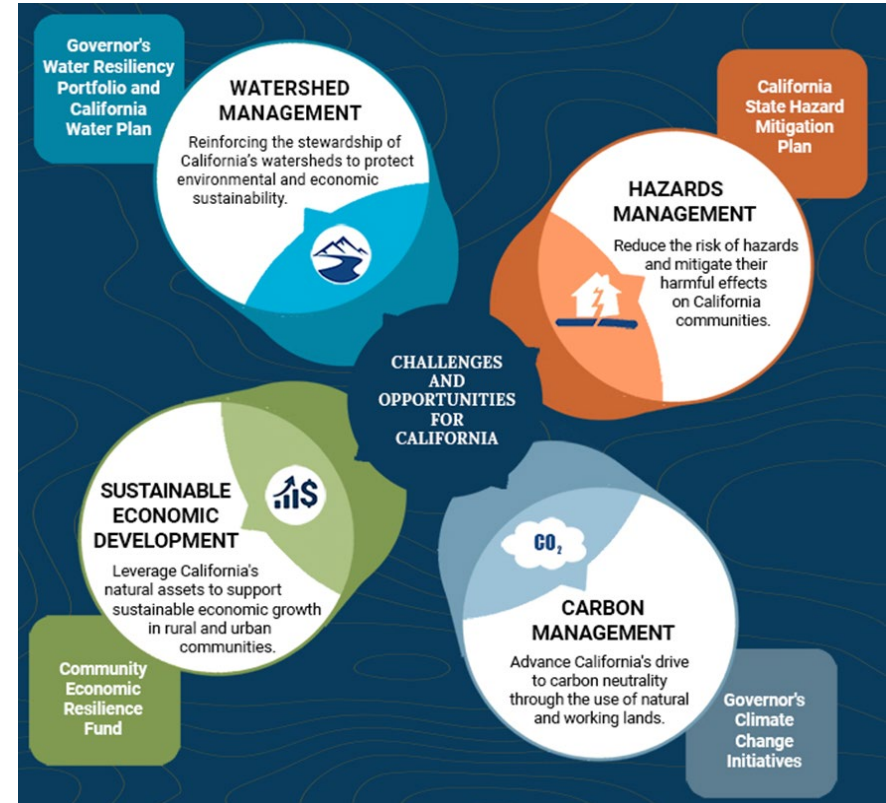 Governor's
Water Resiliency
Portfolio and
California
Water Plan
WATERSHED
MANAGEMENT
Reinforcing the stewardship of
California's watersheds to protect
environmental and economic
sustainability.
California
State Hazard
Mitigation
Plan
HAZARDS
MANAGEMENT
Reduce the risk of hazards
and mitigate their
harmful effects
on California
communities.
CHALLENGES
AND
OPPORTUNITIES
FOR
CALIFORNIA
SUSTAINABLE
ECONOMIC
DEVELOPMENT
Leverage California's
natural assets to support
sustainable economic growth
in rural and urban
communities.
$
Community
Economic
Resilience
Fund
CO₂
CARBON
MANAGEMENT
Advance California's drive
to carbon neutrality
through the use of natural
and working lands.
Governor's
Climate
Change
Initiatives